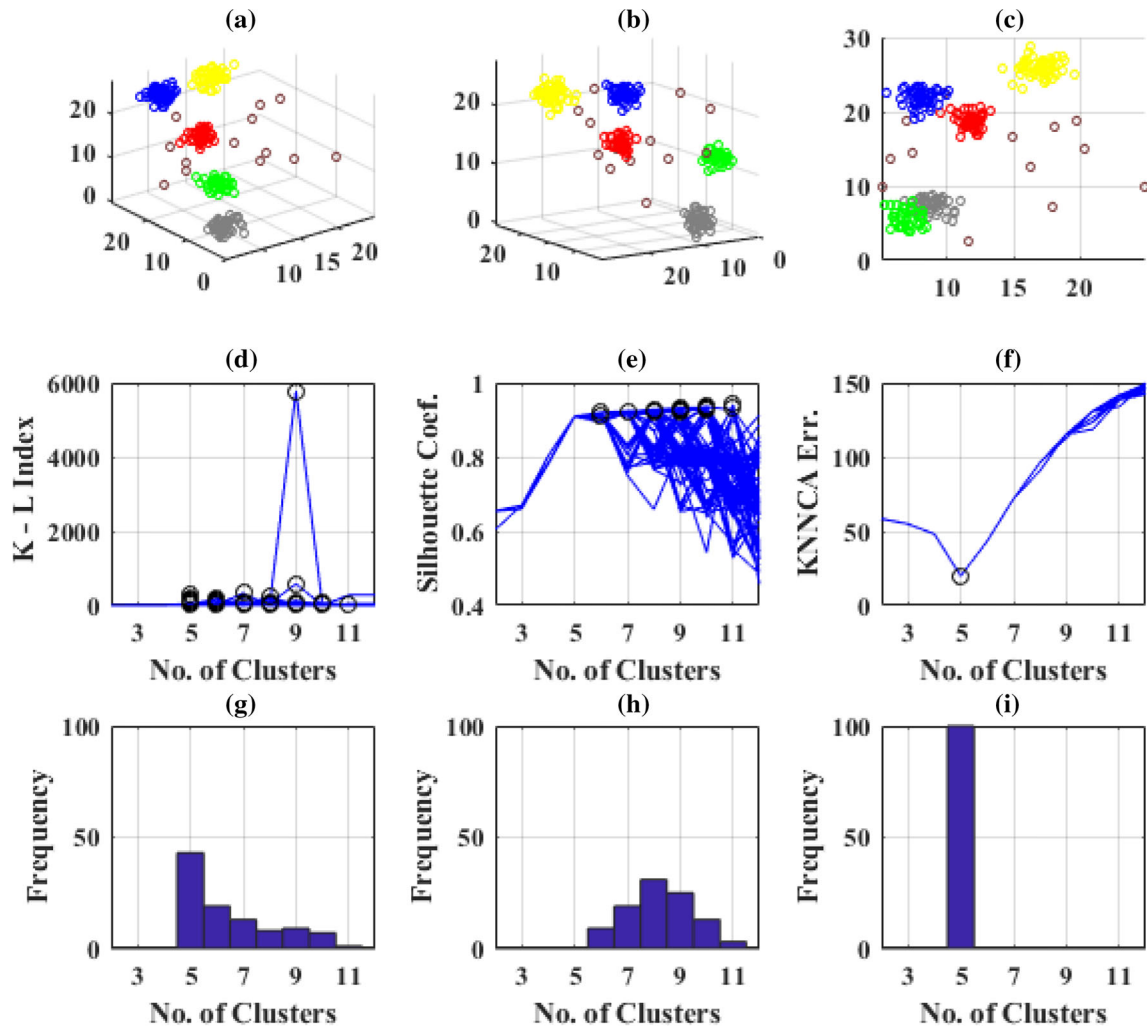 (a) (b) (c)
20
10
0
20
10
0
10 15 20
20
10
0
20
10
20
10
0
30
20
10
0
10 15 20
(d) (e) (f)
K - L Index
6000
4000
2000
0
3 5 7 9 11
No. of Clusters
Silhouette Coef.
1
0.8
0.6
0.4
3 5 7 9 11
No. of Clusters
KNNCA Err.
150
100
50
0
3 5 7 9 11
No. of Clusters
(g) (h) (i)
Frequency
100
50
0
3 5 7 9 11
No. of Clusters
Frequency
100
50
0
3 5 7 9 11
No. of Clusters
Frequency
100
50
0
3 5 7 9 11
No. of Clusters